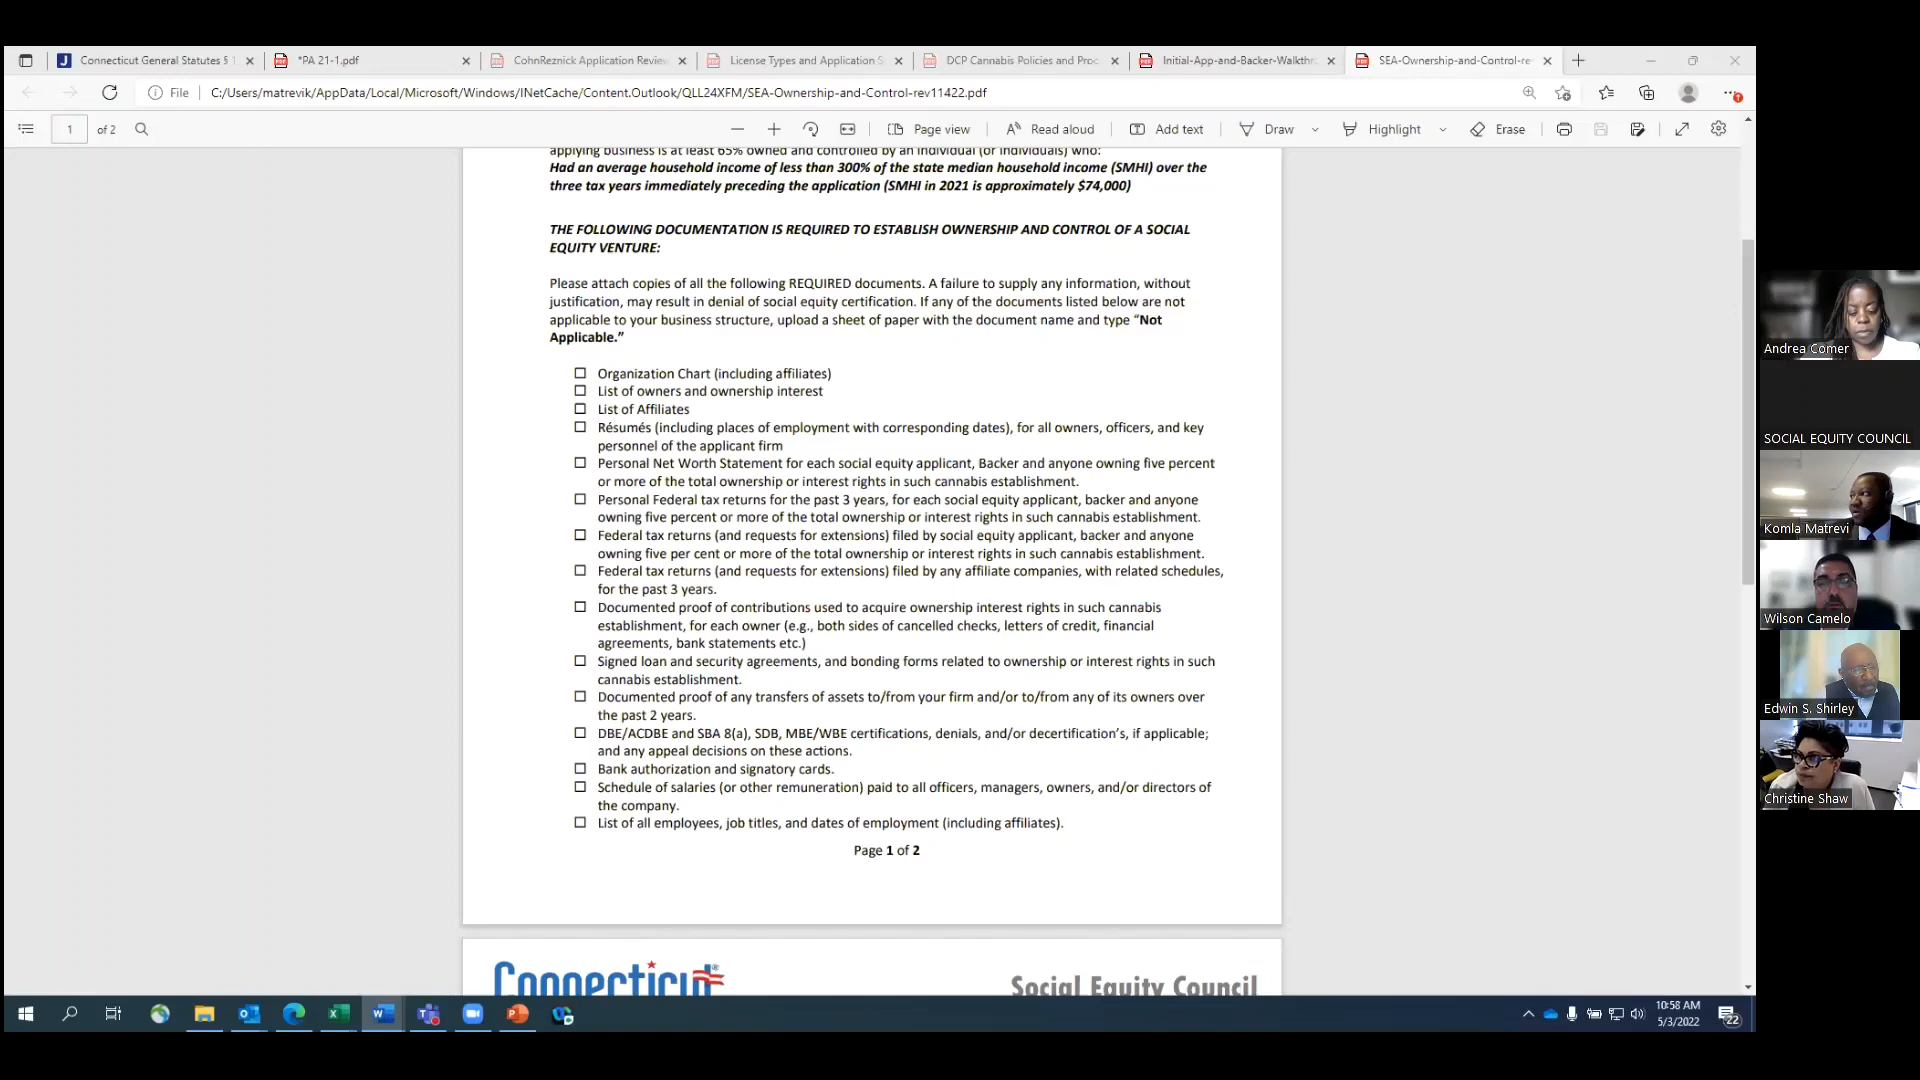 Connecticut General Statutes § 1
*PA 21-1.pdf
CohnReznick Application Review
License Types and Application S
DCP Cannabis Policies and Proc
Initial-App-and-Backer-Walkthr
SEA-Ownership-and-Control-re
File
C:/Users/matrevik/AppData/Local/Microsoft/Windows/INetCache/Content.Outlook/QLL24XFM/SEA-Ownership-and-Control-rev11422.pdf
1 of 2
Page view
Read aloud
Add text
Draw
Highlight
Erase
applying business is at least 65% owned and controlled by an individual (or individuals) who:
Had an average household income of less than 300% of the state median household income (SMHI) over the
three tax years immediately preceding the application (SMHI in 2021 is approximately $74,000)
THE FOLLOWING DOCUMENTATION IS REQUIRED TO ESTABLISH OWNERSHIP AND CONTROL OF A SOCIAL
EQUITY VENTURE:
Please attach copies of all the following REQUIRED documents. A failure to supply any information, without
justification, may result in denial of social equity certification. If any of the documents listed below are not
applicable to your business structure, upload a sheet of paper with the document name and type “Not
Applicable.”
Organization Chart (including affiliates)
List of owners and ownership interest
List of Affiliates
Résumés (including places of employment with corresponding dates), for all owners, officers, and key
personnel of the applicant firm
Personal Net Worth Statement for each social equity applicant, Backer and anyone owning five percent
or more of the total ownership or interest rights in such cannabis establishment.
Personal Federal tax returns for the past 3 years, for each social equity applicant, backer and anyone
owning five percent or more of the total ownership or interest rights in such cannabis establishment.
Federal tax returns (and requests for extensions) filed by social equity applicant, backer and anyone
owning five per cent or more of the total ownership or interest rights in such cannabis establishment.
Federal tax returns (and requests for extensions) filed by any affiliate companies, with related schedules,
for the past 3 years.
Documented proof of contributions used to acquire ownership interest rights in such cannabis
establishment, for each owner (e.g., both sides of cancelled checks, letters of credit, financial
agreements, bank statements etc.)
Signed loan and security agreements, and bonding forms related to ownership or interest rights in such
cannabis establishment.
Documented proof of any transfers of assets to/from your firm and/or to/from any of its owners over
the past 2 years.
DBE/ACDBE and SBA 8(a), SDB, MBE/WBE certifications, denials, and/or decertification’s, if applicable;
and any appeal decisions on these actions.
Bank authorization and signatory cards.
Schedule of salaries (or other remuneration) paid to all officers, managers, owners, and/or directors of
the company.
List of all employees, job titles, and dates of employment (including affiliates).
Page 1 of 2
Connecticut
Social Equity Council
Andrea Comer
SOCIAL EQUITY COUNCIL
Komla Matrevi
Wilson Camelo
Edwin S. Shirley
Christine Shaw
10:58 AM
5/3/2022
22